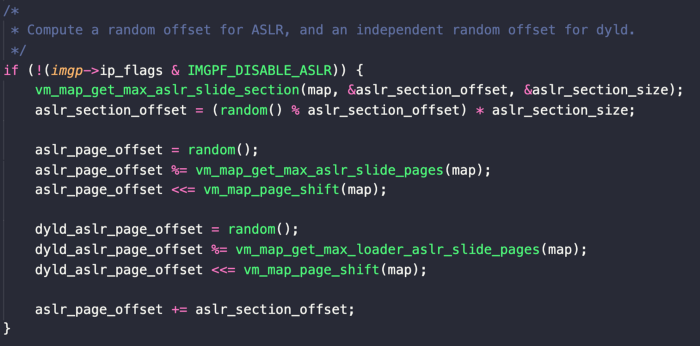 /*
 * Compute a random offset for ASLR, and an independent random offset for dyld.
 */
if (!(imgp->ip_flags & IMGPF_DISABLE_ASLR)) {
    vm_map_get_max_aslr_slide_section(map, &aslr_section_offset, &aslr_section_size);
    aslr_section_offset = (random() % aslr_section_offset) * aslr_section_size;

    aslr_page_offset = random();
    aslr_page_offset %= vm_map_get_max_aslr_slide_pages(map);
    aslr_page_offset <<= vm_map_page_shift(map);

    dyld_aslr_page_offset = random();
    dyld_aslr_page_offset %= vm_map_get_max_loader_aslr_slide_pages(map);
    dyld_aslr_page_offset <<= vm_map_page_shift(map);

    aslr_page_offset += aslr_section_offset;
}